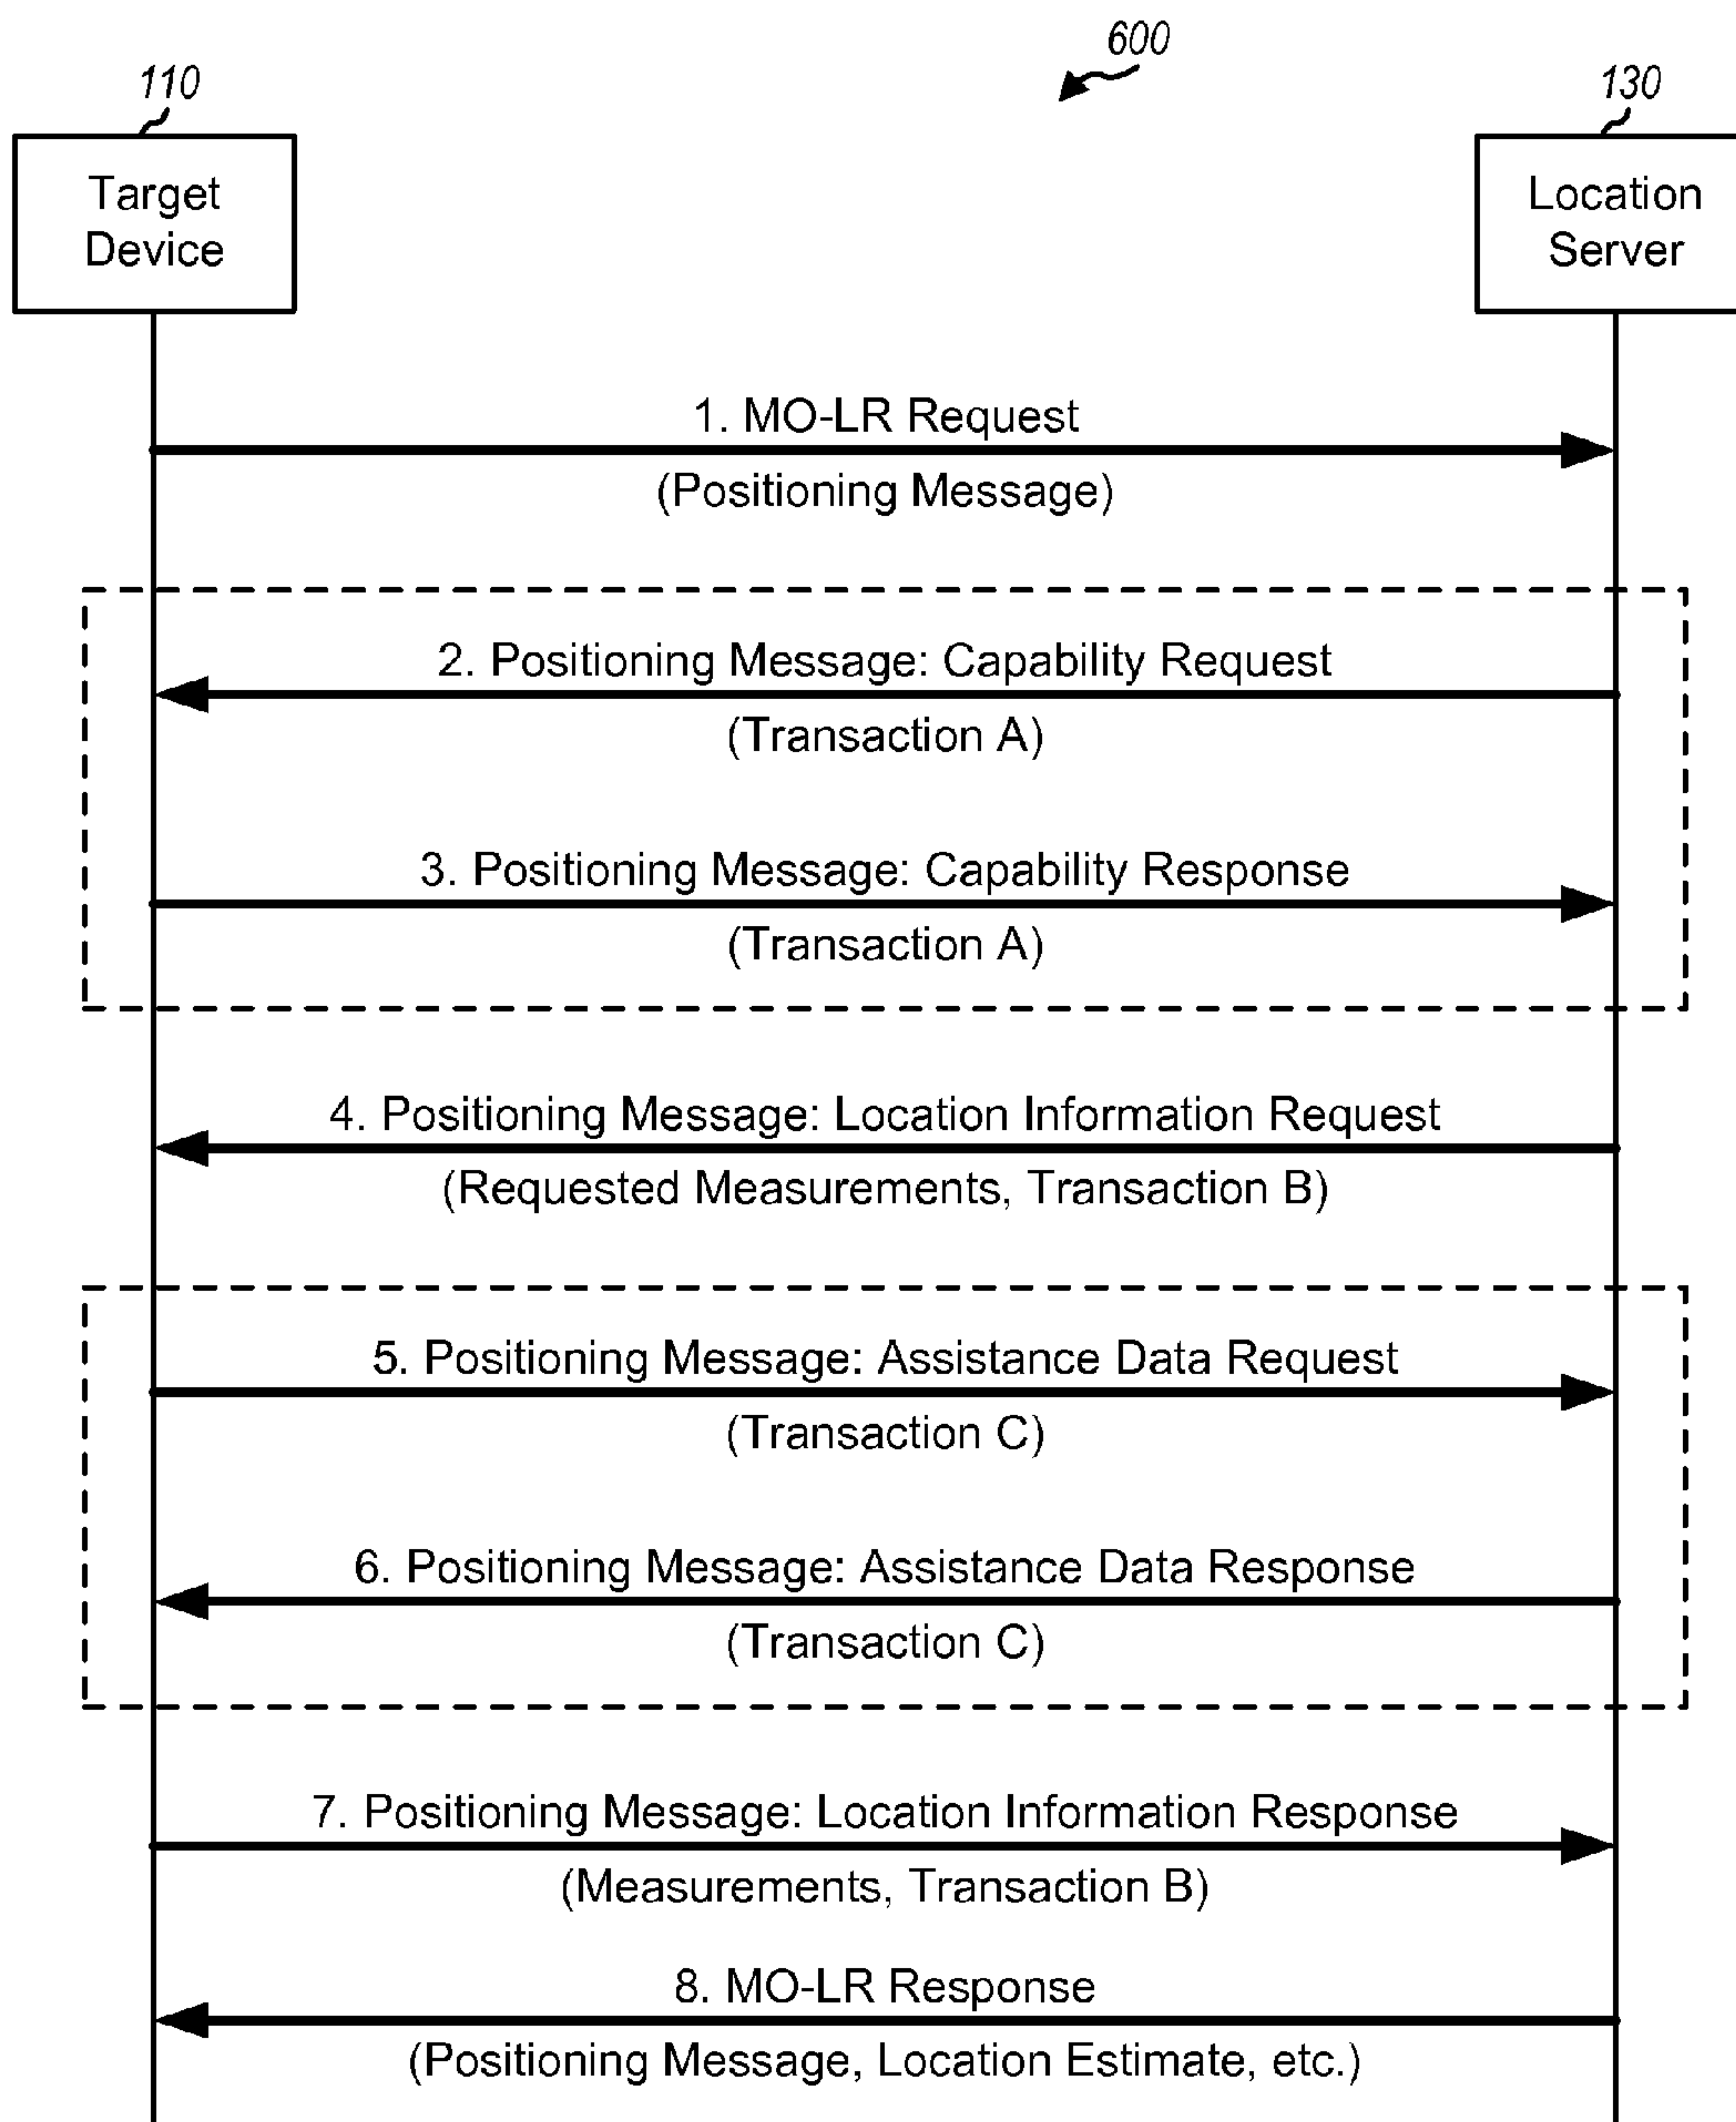 600
110
130
Target
Device
Location
Server
1. MO-LR Request
(Positioning Message)
2. Positioning Message: Capability Request
(Transaction A)
3. Positioning Message: Capability Response
(Transaction A)
4. Positioning Message: Location Information Request
(Requested Measurements, Transaction B)
5. Positioning Message: Assistance Data Request
(Transaction C)
6. Positioning Message: Assistance Data Response
(Transaction C)
7. Positioning Message: Location Information Response
(Measurements, Transaction B)
8. MO-LR Response
(Positioning Message, Location Estimate, etc.)